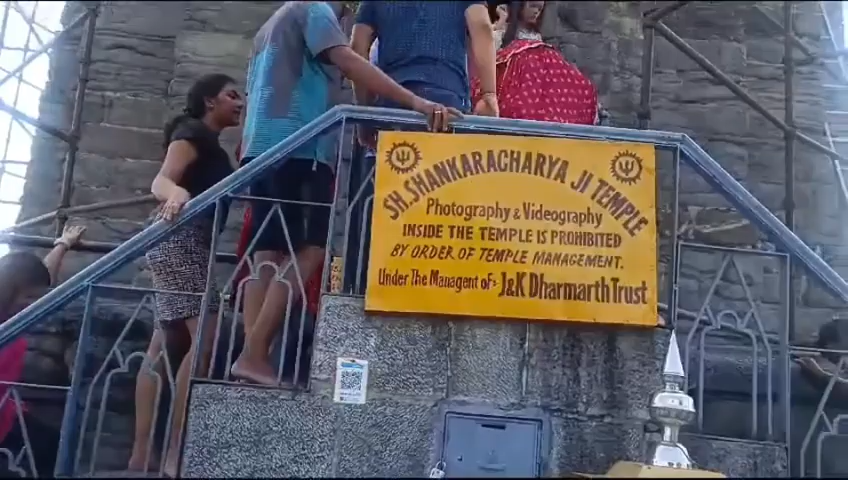 SH. SHANKARACHARYA JI TEMPLE
PHOTOGRAPHY & VIDEOGRAPHY
INSIDE THE TEMPLE IS PROHIBITED
BY ORDER OF TEMPLE MANAGEMENT.
UNDER THE MANAGEMENT OF:- J&K DHARMARTH TRUST